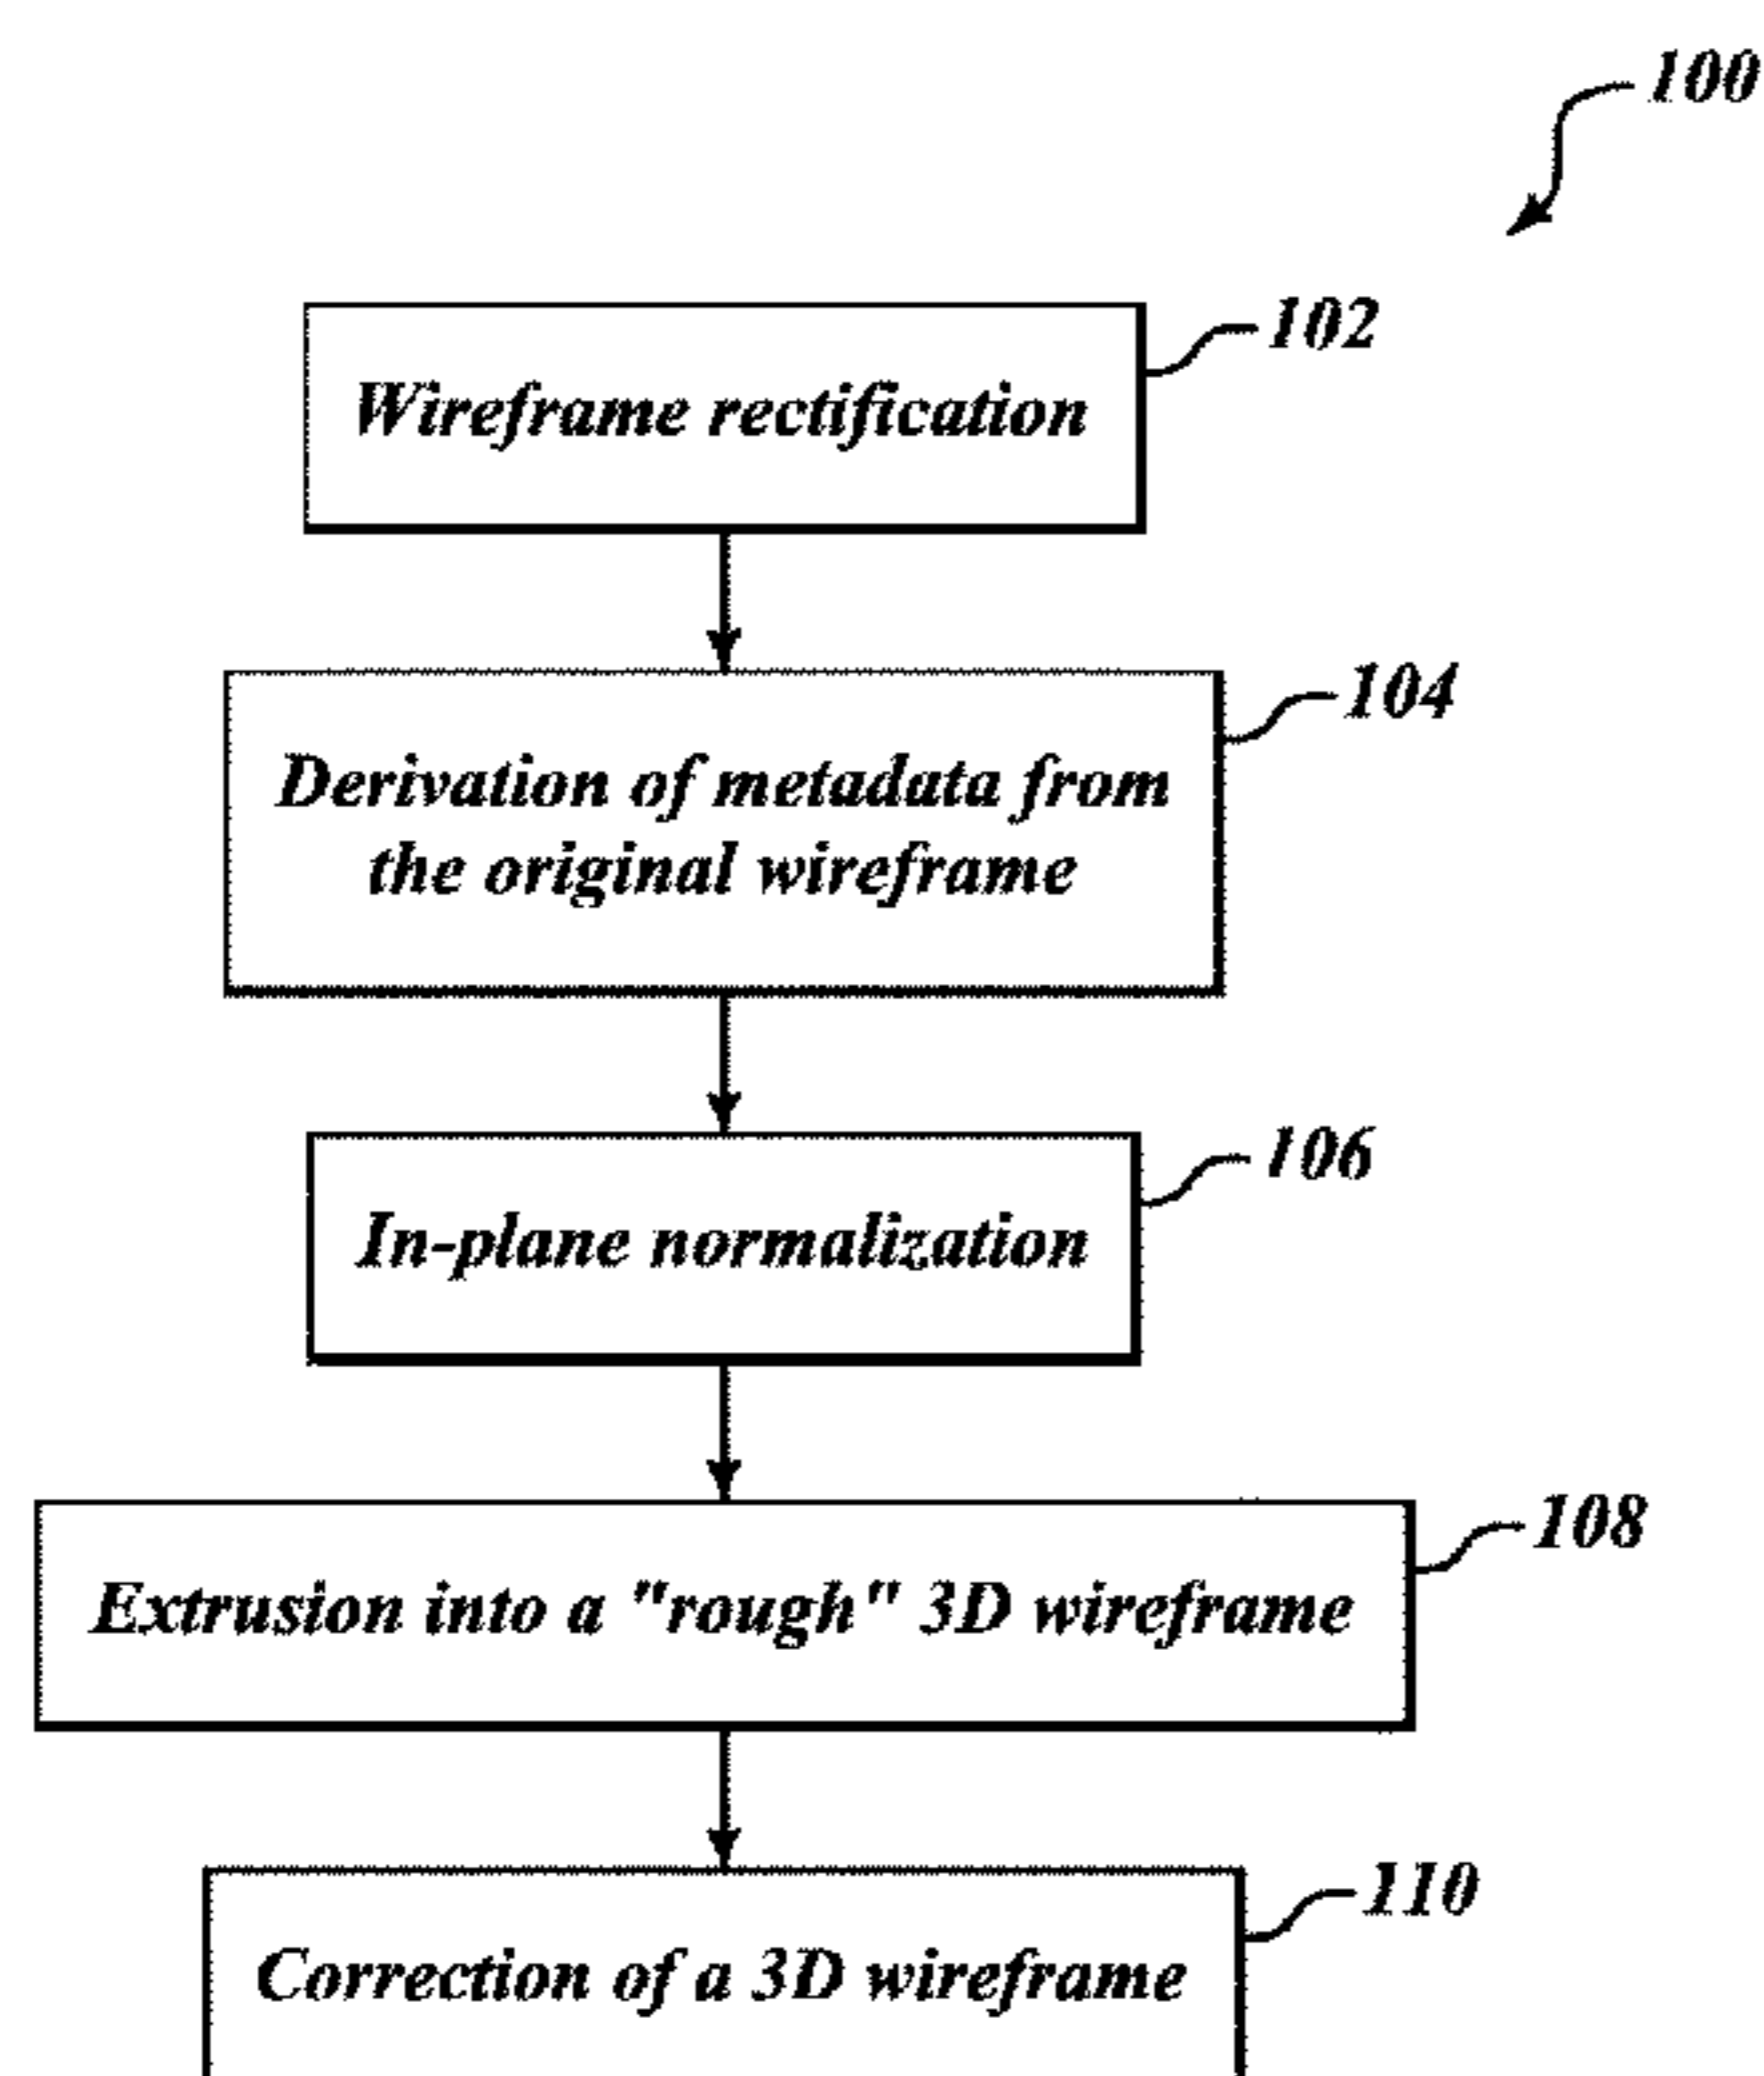 100
102
Wireframe rectification
104
Derivation of metadata from
the original wireframe
106
In-plane normalization
108
Extrusion into a "rough" 3D wireframe
110
Correction of a 3D wireframe